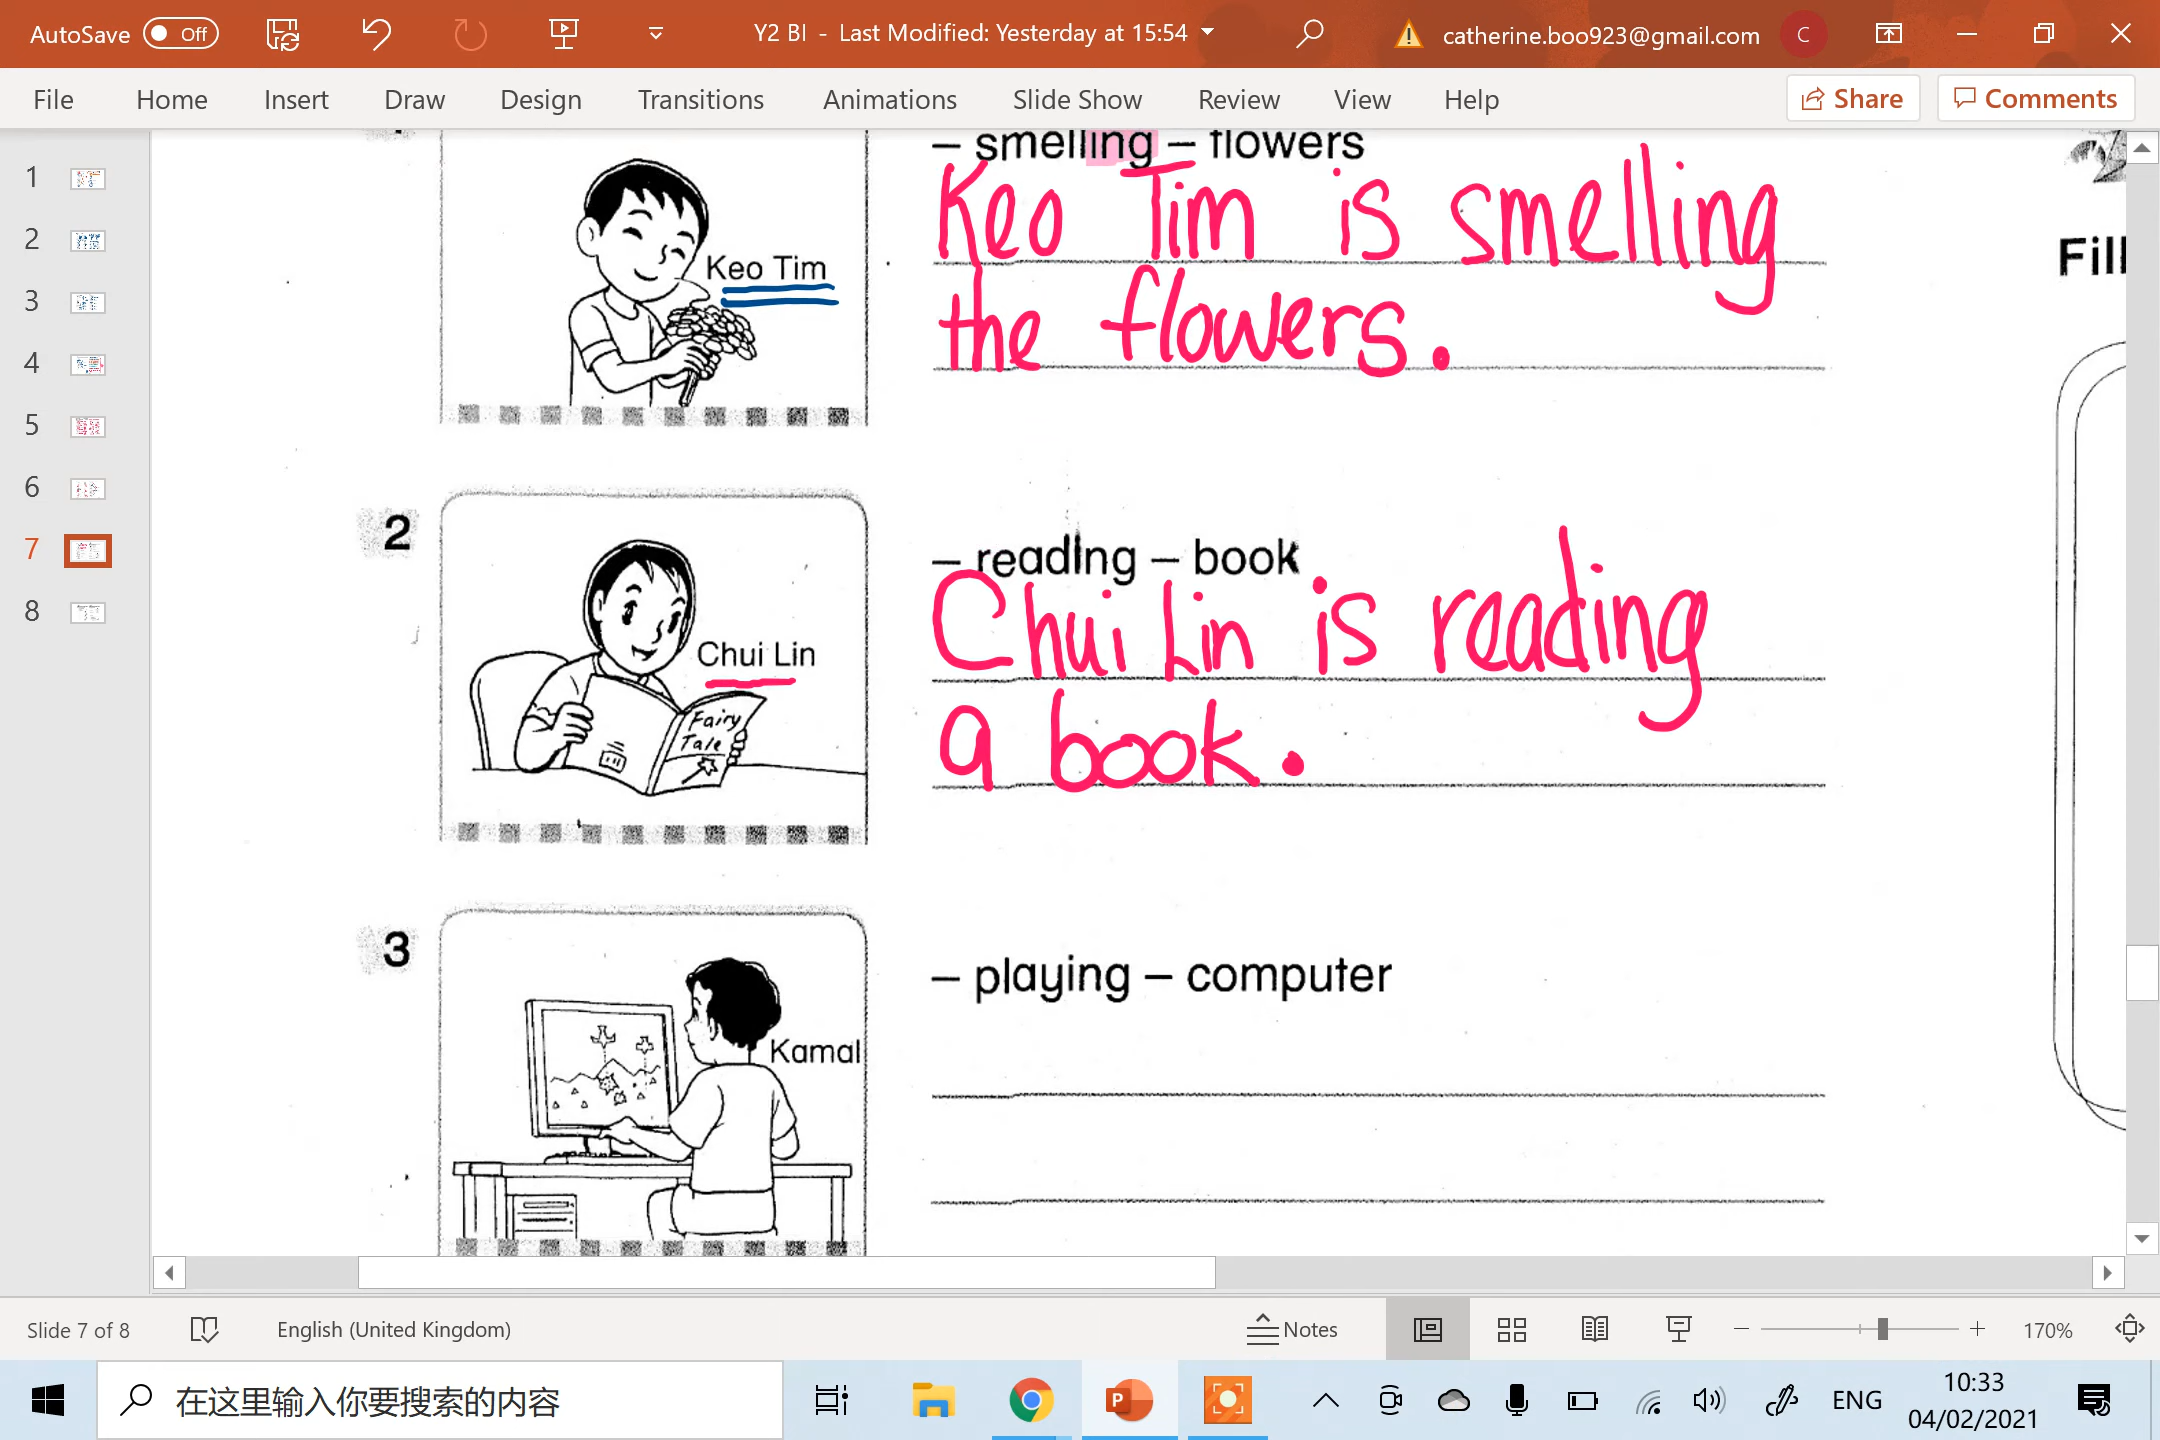 AutoSave Off Y2 BI - Last Modified: Yesterday at 15:54 catherine.boo923@gmail.com C
File Home Insert Draw Design Transitions Animations Slide Show Review View Help Share Comments
1
2
3
4
5
6
7
8
– smelling – flowers
Keo Tim is smelling
the flowers.
Keo Tim
Fill
2
– reading – book
Chui Lin is reading
a book.
Chui Lin
Fairy
Tale
3
– playing – computer
Kamal
Slide 7 of 8 English (United Kingdom) Notes 170%
在这里输入你要搜索的内容 P ENG 10:33
04/02/2021